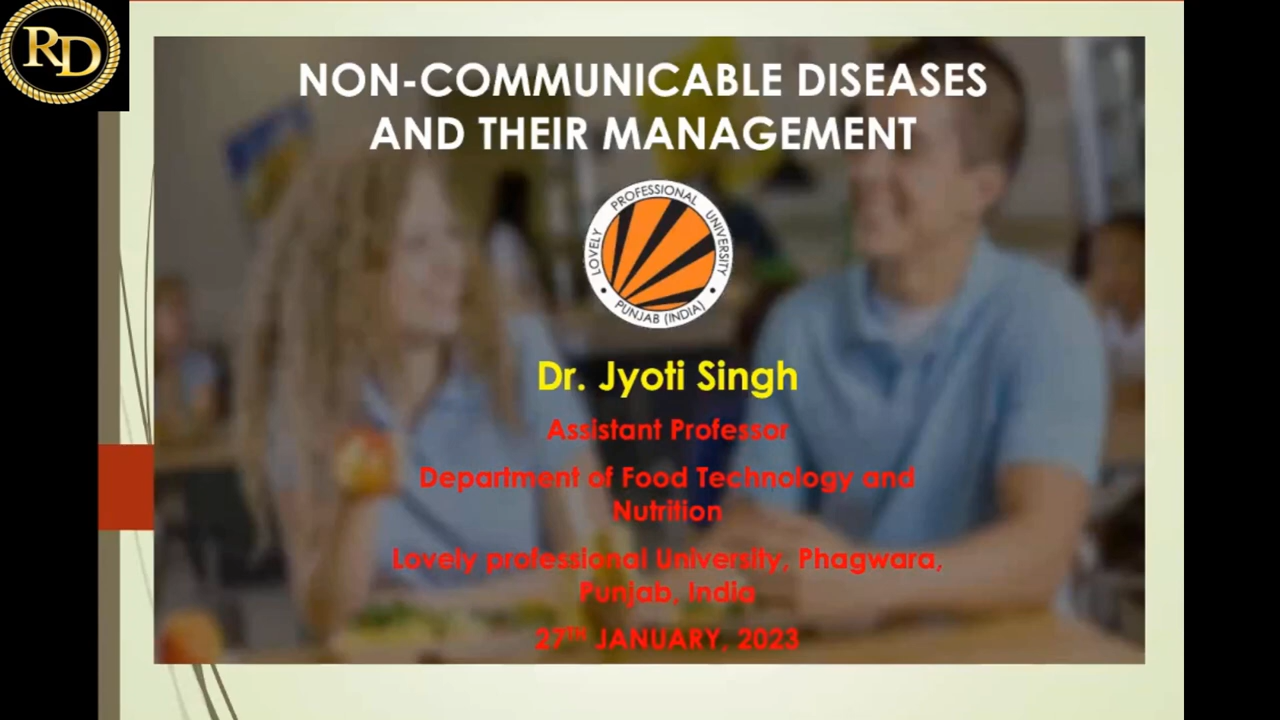 RD
NON-COMMUNICABLE DISEASES
AND THEIR MANAGEMENT
LOVELY PROFESSIONAL UNIVERSITY
PUNJAB (INDIA)
Dr. Jyoti Singh
Assistant Professor
Department of Food Technology and
Nutrition
Lovely professional University, Phagwara,
Punjab, India
27TH JANUARY, 2023